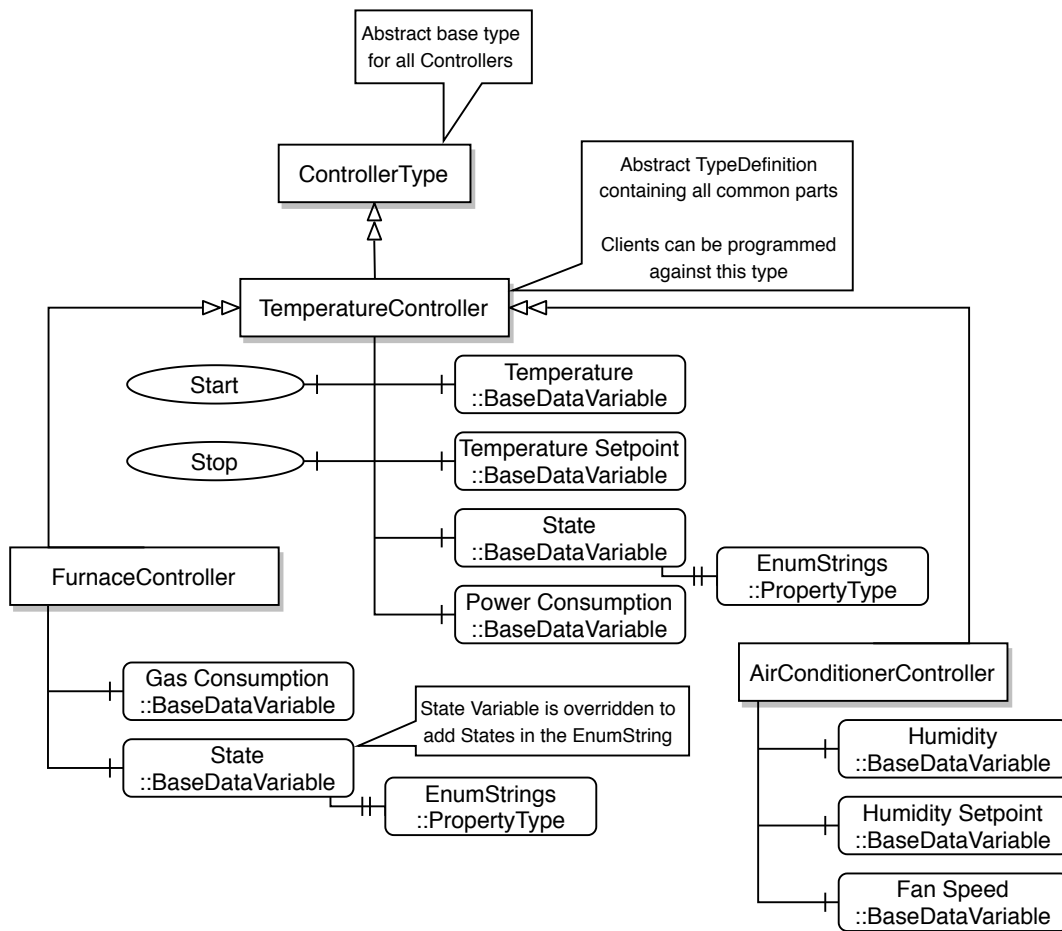 Abstract base type
for all Controllers
ControllerType
Abstract TypeDefinition
containing all common parts
Clients can be programmed
against this type
TemperatureController
Start
Temperature
::BaseDataVariable
Stop
Temperature Setpoint
::BaseDataVariable
State
::BaseDataVariable
EnumStrings
::PropertyType
FurnaceController
Power Consumption
::BaseDataVariable
AirConditionerController
Gas Consumption
::BaseDataVariable
State Variable is overridden to
add States in the EnumString
State
::BaseDataVariable
EnumStrings
::PropertyType
Humidity
::BaseDataVariable
Humidity Setpoint
::BaseDataVariable
Fan Speed
::BaseDataVariable